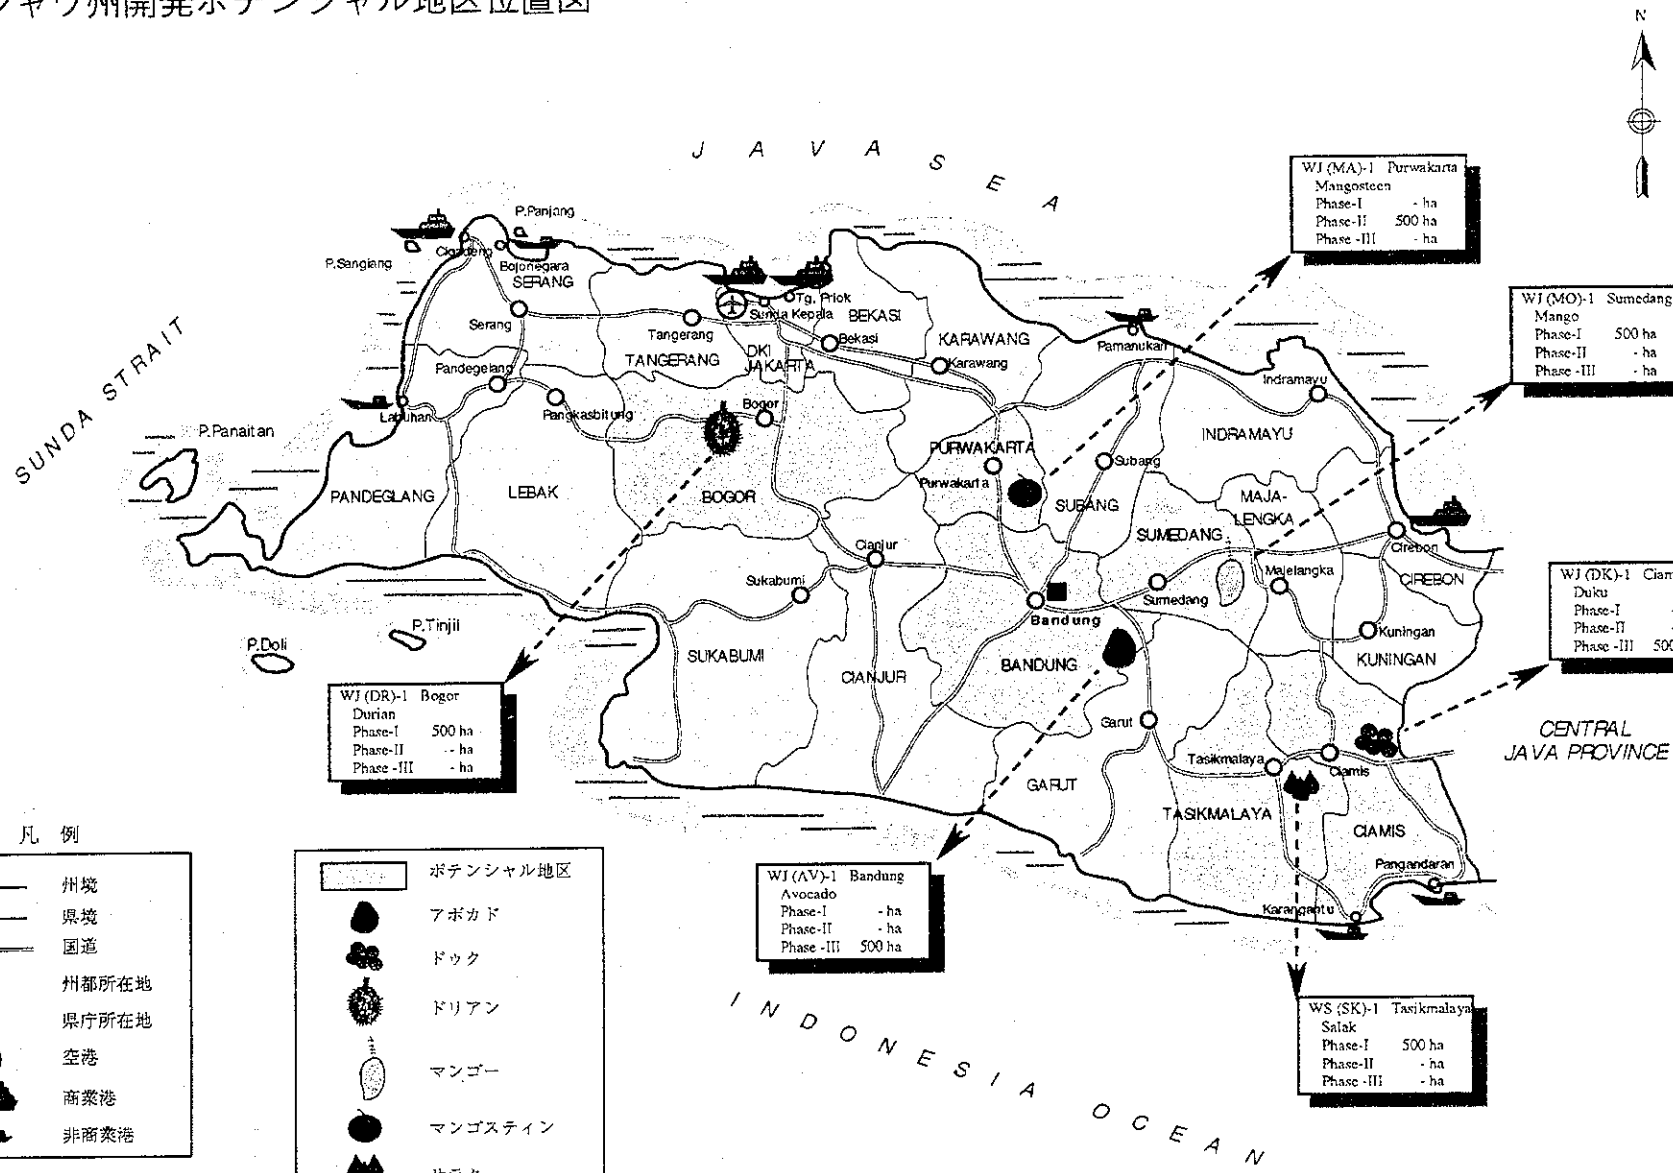 ジャワ州開発ポテンシャル地区位置図
N
JAVA SEA
SUNDA STRAIT
INDONESIA OCEAN
CENTRAL
JAVA PROVINCE
WJ (MA)-1 Purwakarta
Mangosteen
Phase-I - ha
Phase-II 500 ha
Phase -III - ha
WJ (MO)-1 Sumedang
Mango
Phase-I 500 ha
Phase-II - ha
Phase -III - ha
WJ (DK)-1
Duku
Phase-I
Phase-II
Phase -III
WJ (DR)-1 Bogor
Durian
Phase-I 500 ha
Phase-II - ha
Phase -III - ha
WJ (AV)-1 Bandung
Avocado
Phase-I - ha
Phase-II - ha
Phase -III 500 ha
WS (SK)-1 Tasikmalaya
Salak
Phase-I 500 ha
Phase-II - ha
Phase -III - ha
P.Panjang
P.Sangiang
Bojonegara
SERANG
Serang
Tangerang
TANGERANG
Tg. Priok
Sunda Kepala
BEKASI
Bekasi
DKI
JAKARTA
KARAWANG
Karawang
Pamanukan
Indramayu
INDRAMAYU
Pandegelang
Pangkasbitung
Labuhan
P.Panaitan
PANDEGLANG
LEBAK
Bogor
BOGOR
PURWAKARTA
Purwakarta
Subang
SUBANG
MAJA-
LENGKA
SUMEDANG
Cirebon
CIREBON
Cianjur
Sukabumi
Majelangka
Sumedang
Bandung
Kuningan
KUNINGAN
P.Tinjil
P.Doli
SUKABUMI
CIANJUR
BANDUNG
Garut
GARUT
Tasikmalaya
Ciamis
TASIKMALAYA
CIAMIS
Pangandaran
Karangantu
凡 例
州境
県境
国道
州都所在地
県庁所在地
空港
商業港
非商業港
ポテンシャル地区
アボカド
ドゥク
ドリアン
マンゴー
マンゴスティン